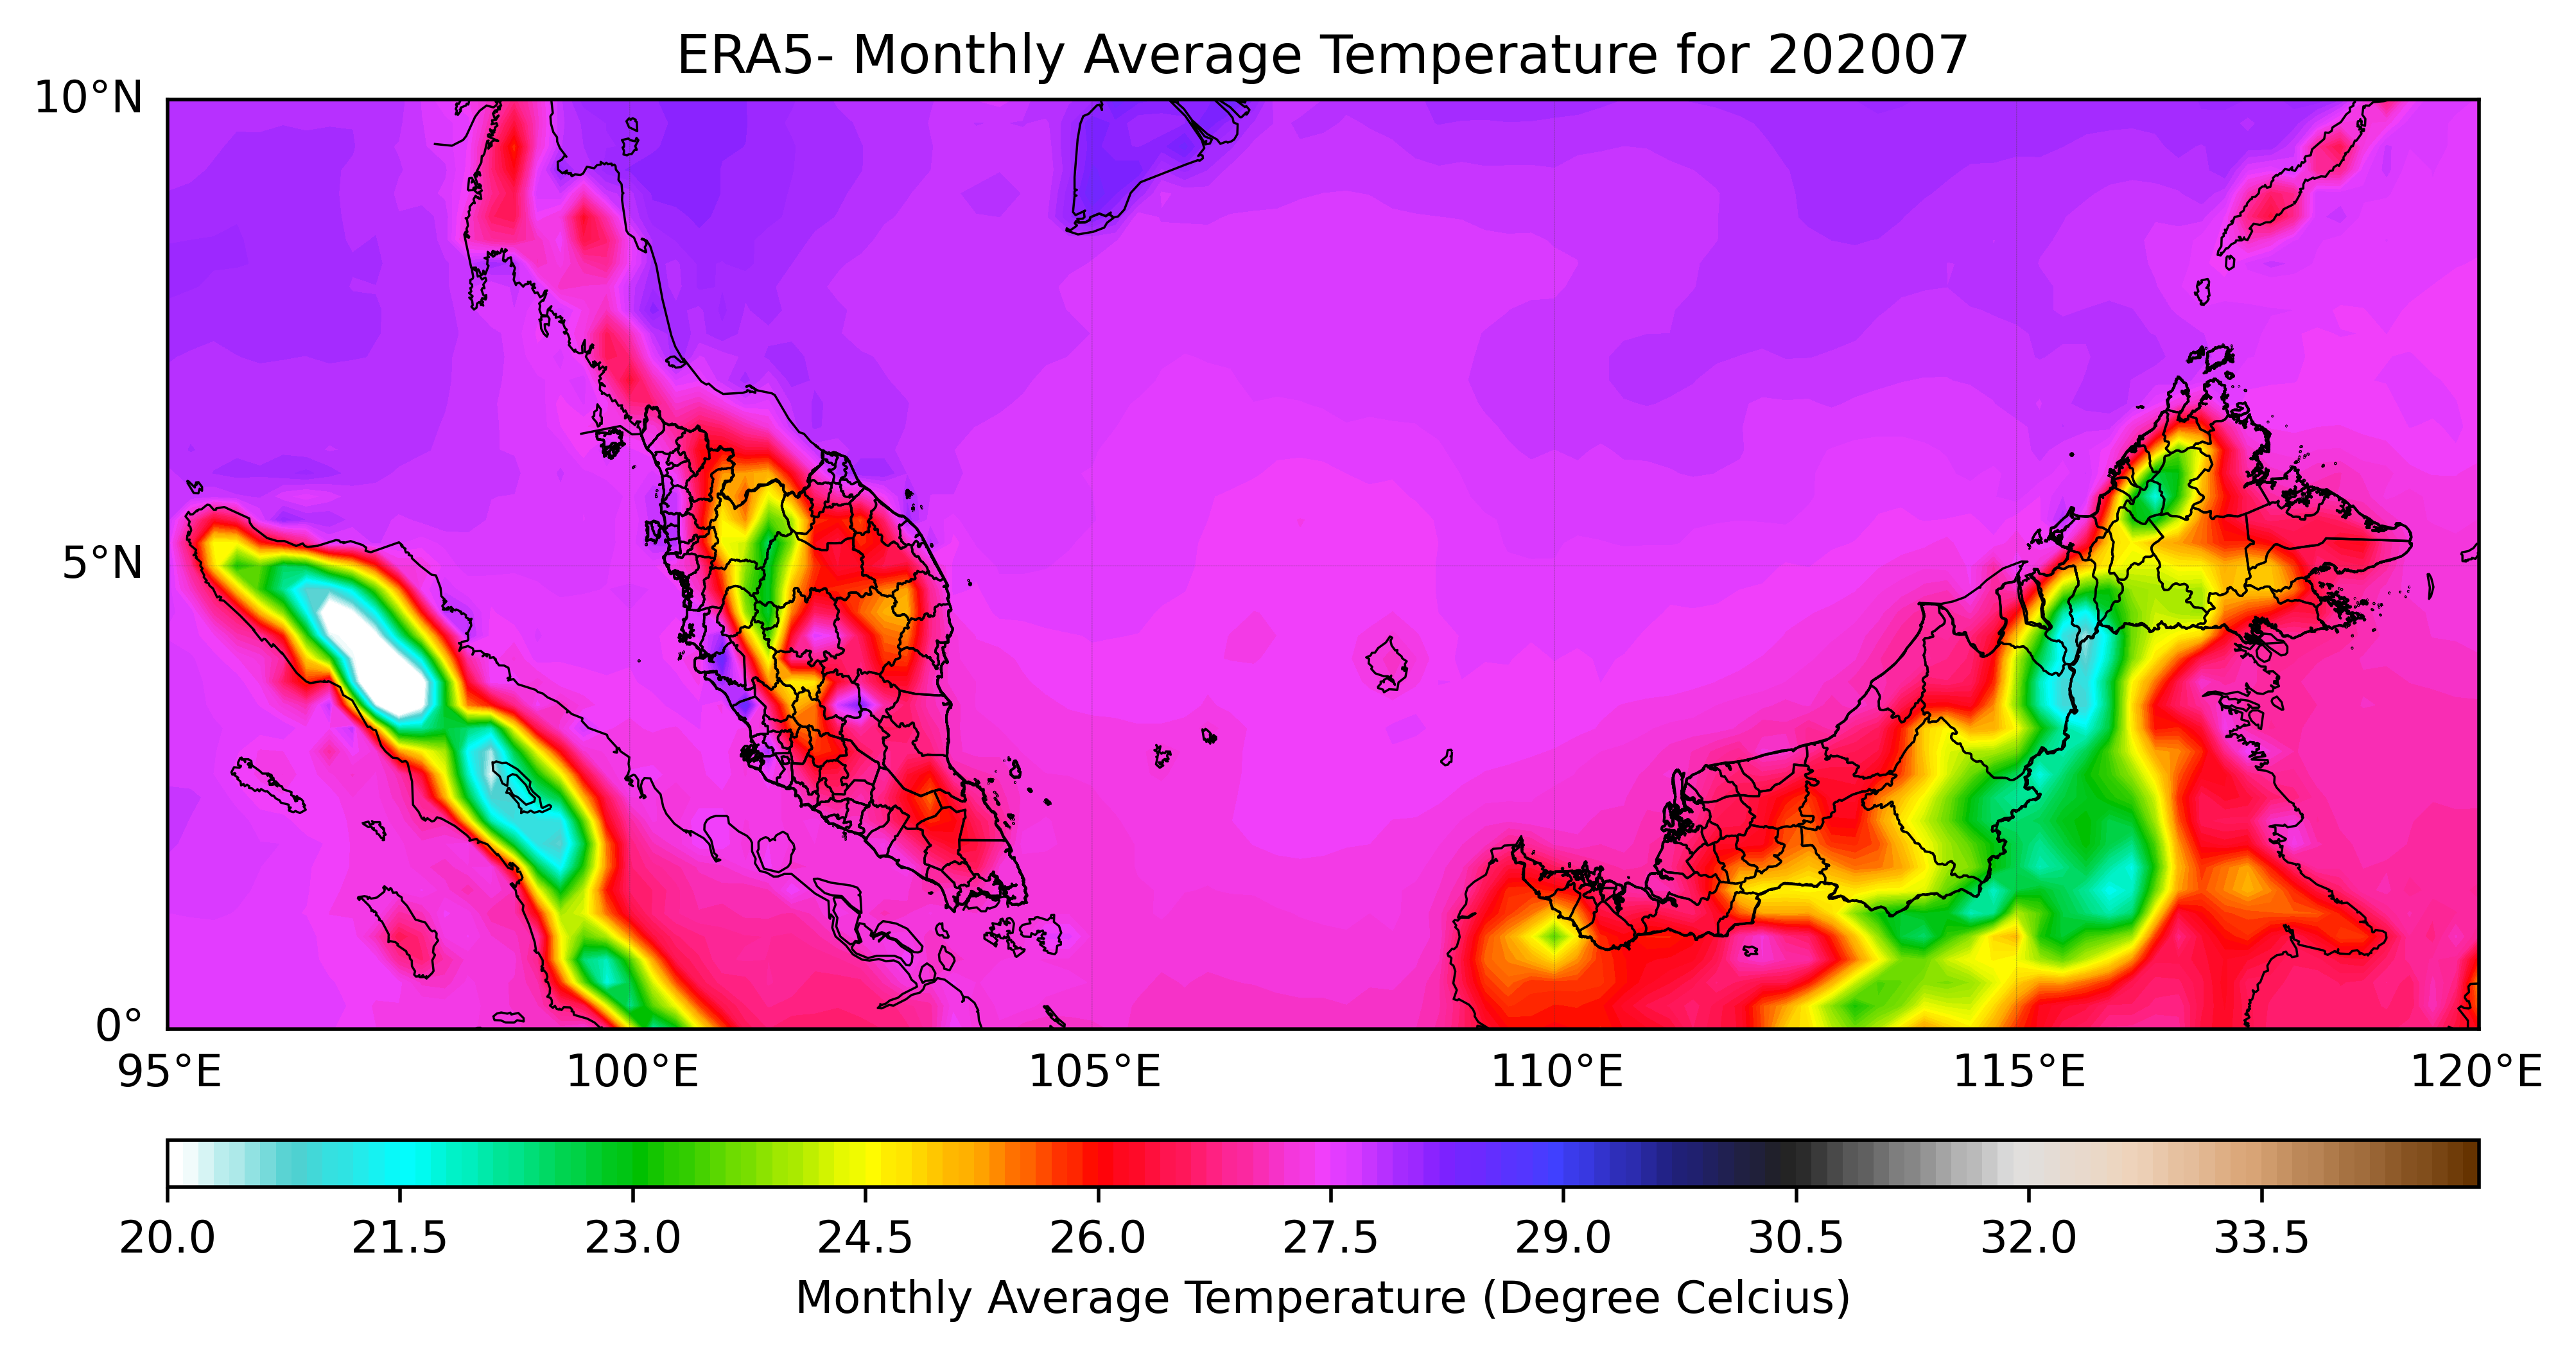 ERA5- Monthly Average Temperature for 202007
10°N
5°N
0°
95°E 100°E 105°E 110°E 115°E 120°E
20.0 21.5 23.0 24.5 26.0 27.5 29.0 30.5 32.0 33.5
Monthly Average Temperature (Degree Celcius)